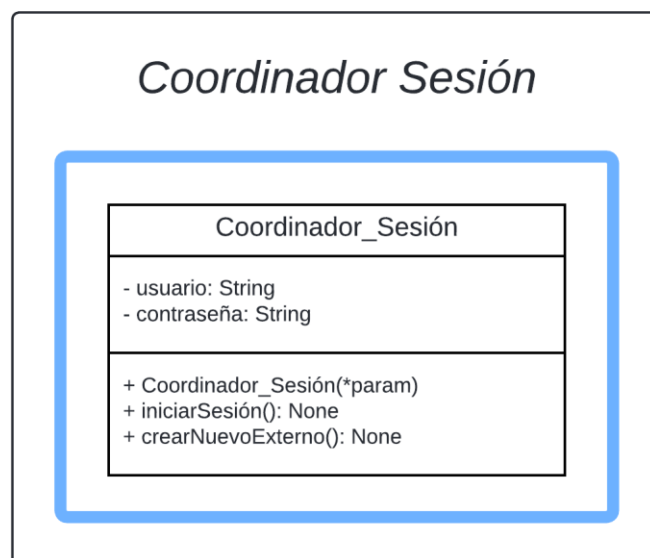 Coordinador Sesión
Coordinador_Sesión
- usuario: String
- contraseña: String
+ Coordinador_Sesión(*param)
+ iniciarSesión(): None
+ crearNuevoExterno(): None